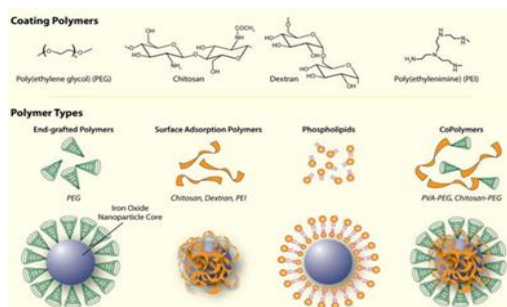 Coating Polymers
Poly(ethylene glycol) (PEG)
Chitosan
Dextran
Poly(ethylenimine) (PEI)
Polymer Types
End-grafted Polymers
Surface Adsorption Polymers
Phospholipids
CoPolymers
PEG
Chitosan, Dextran, PEI
PVA-PEG, Chitosan-PEG
Iron Oxide
Nanoparticle Core